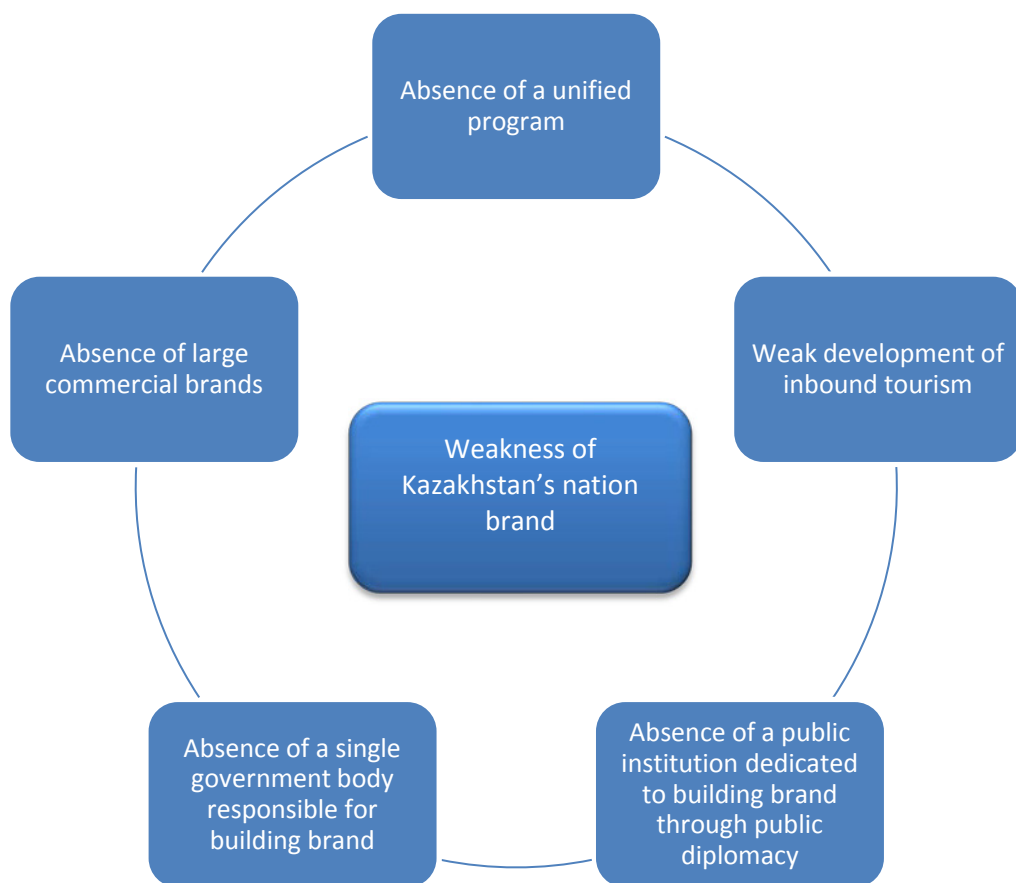 Absence of a unified
program
Weak development of
inbound tourism
Absence of a public
institution dedicated
to building brand
through public
diplomacy
Absence of a single
government body
responsible for
building brand
Absence of large
commercial brands
Weakness of
Kazakhstan’s nation
brand